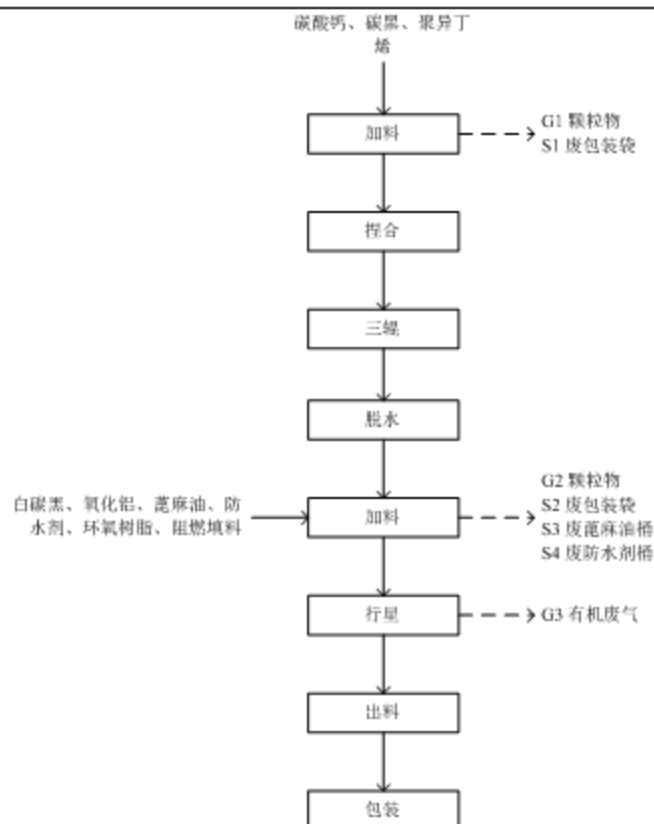 碳酸钙、碳黑、聚异丁
烯
加料
G1 颗粒物
S1 废包装袋
捏合
三辊
脱水
白碳黑、氧化铝、蓖麻油、防
水剂、环氧树脂、阻燃填料
加料
G2 颗粒物
S2 废包装袋
S3 废蓖麻油桶
S4 废防水剂桶
行星
G3 有机废气
出料
包装